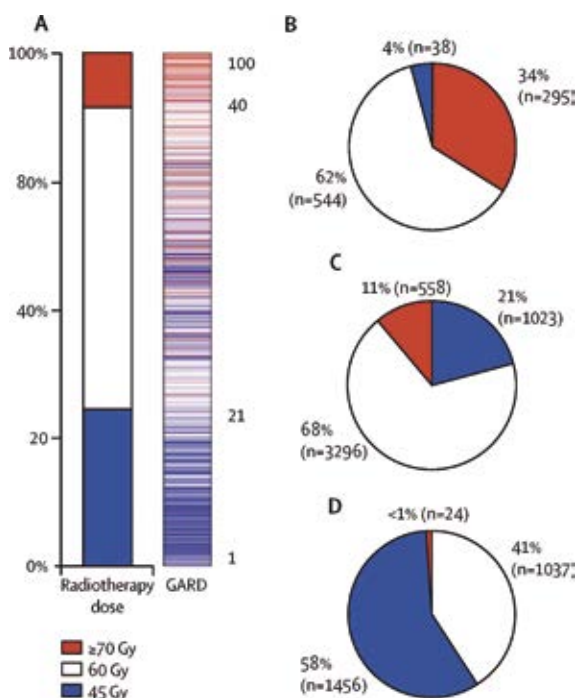 A
100%
80%
40%
20
0%
Radiotherapy
dose
100
40
21
1
GARD
≥70 Gy
60 Gy
45 Gy
B
4% (n=38)
34%
(n=295)
62%
(n=544)
C
11% (n=558)
21%
(n=1023)
68%
(n=3296)
D
<1% (n=24)
41%
(n=1037)
58%
(n=1456)